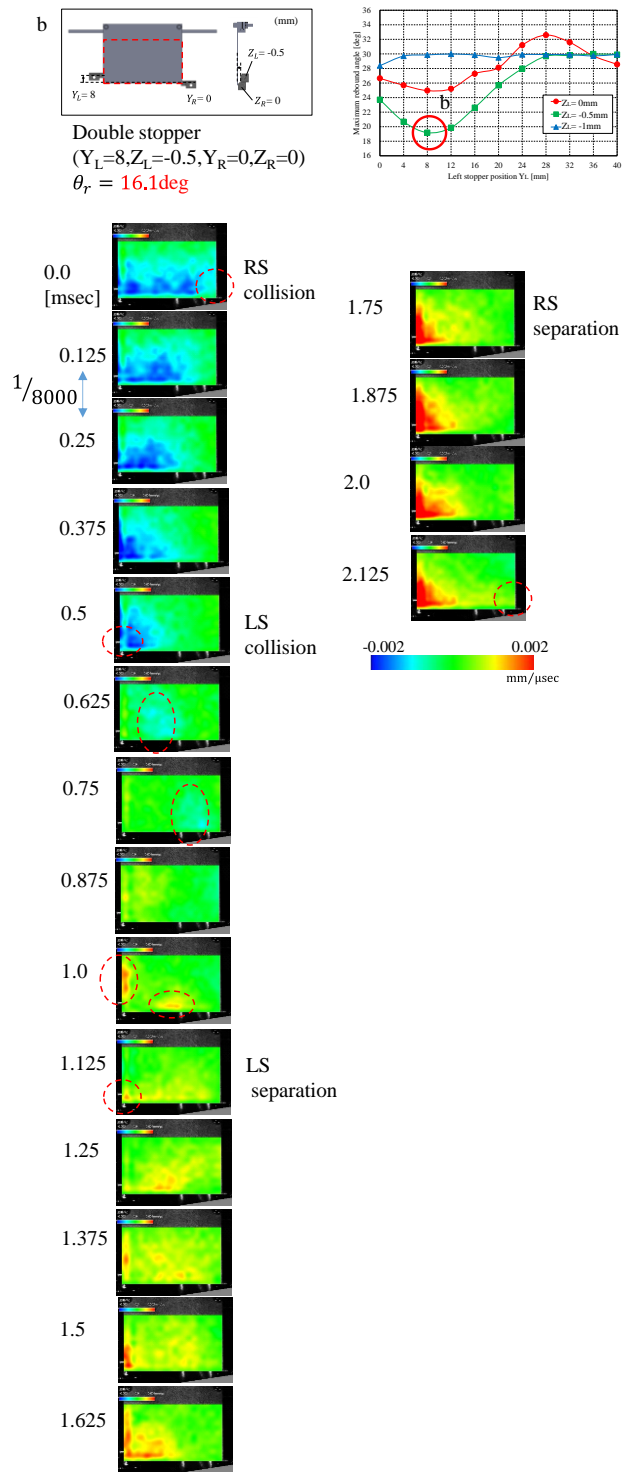 b
(mm)
Z_L= -0.5
Y_L= 8
Y_R= 0
Z_R= 0
Double stopper
(Y_L=8,Z_L=-0.5,Y_R=0,Z_R=0)
θ_r = 16.1deg
Maximum rebound angle [deg]
36
34
32
30
28
26
24
22
20
18
16
b
Z_L= 0mm
Z_L= -0.5mm
Z_L= -1mm
0 4 8 12 16 20 24 28 32 36 40
Left stopper position Y_L [mm]
0.0
[msec]
RS
collision
0.125
1/8000
0.25
0.375
0.5
LS
collision
0.625
0.75
0.875
1.0
1.125
LS
separation
1.25
1.375
1.5
1.625
1.75
RS
separation
1.875
2.0
2.125
-0.002
0.002
mm/μsec